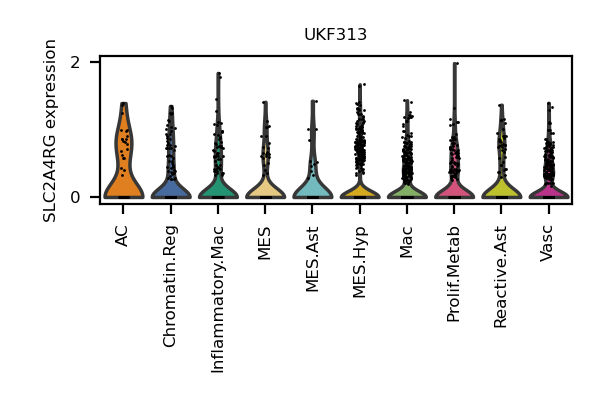 UKF313
SLC2A4RG expression
2
0
AC
Chromatin.Reg
Inflammatory.Mac
MES
MES.Ast
MES.Hyp
Mac
Prolif.Metab
Reactive.Ast
Vasc